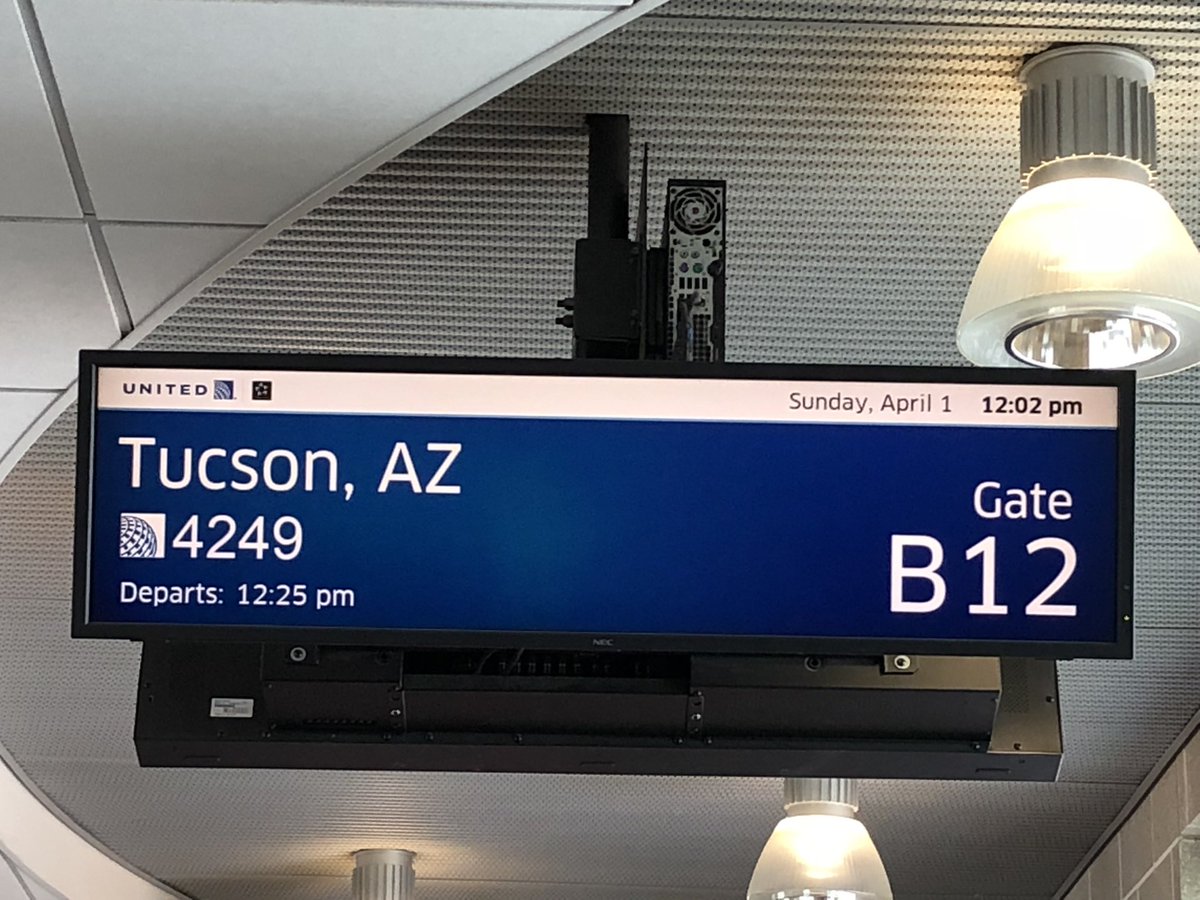 UNITED
Sunday, April 1 12:02 pm
Tucson, AZ
4249
Departs: 12:25 pm
Gate
B12
NEC